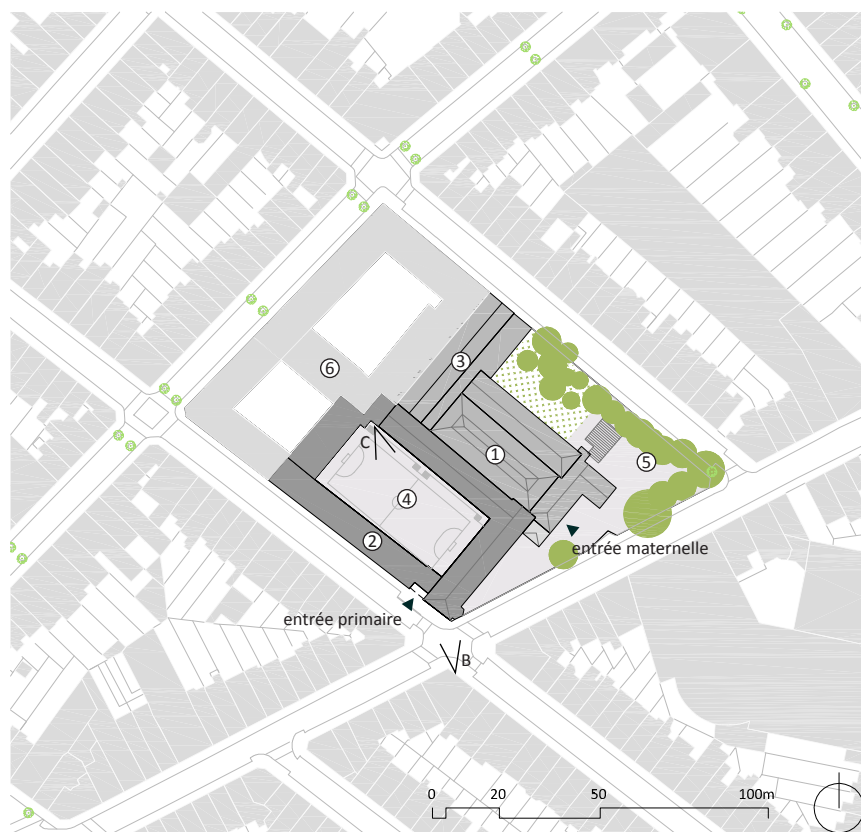 ③
⑥
C
①
⑤
④
②
entrée maternelle
entrée primaire
B
0 20 50 100m